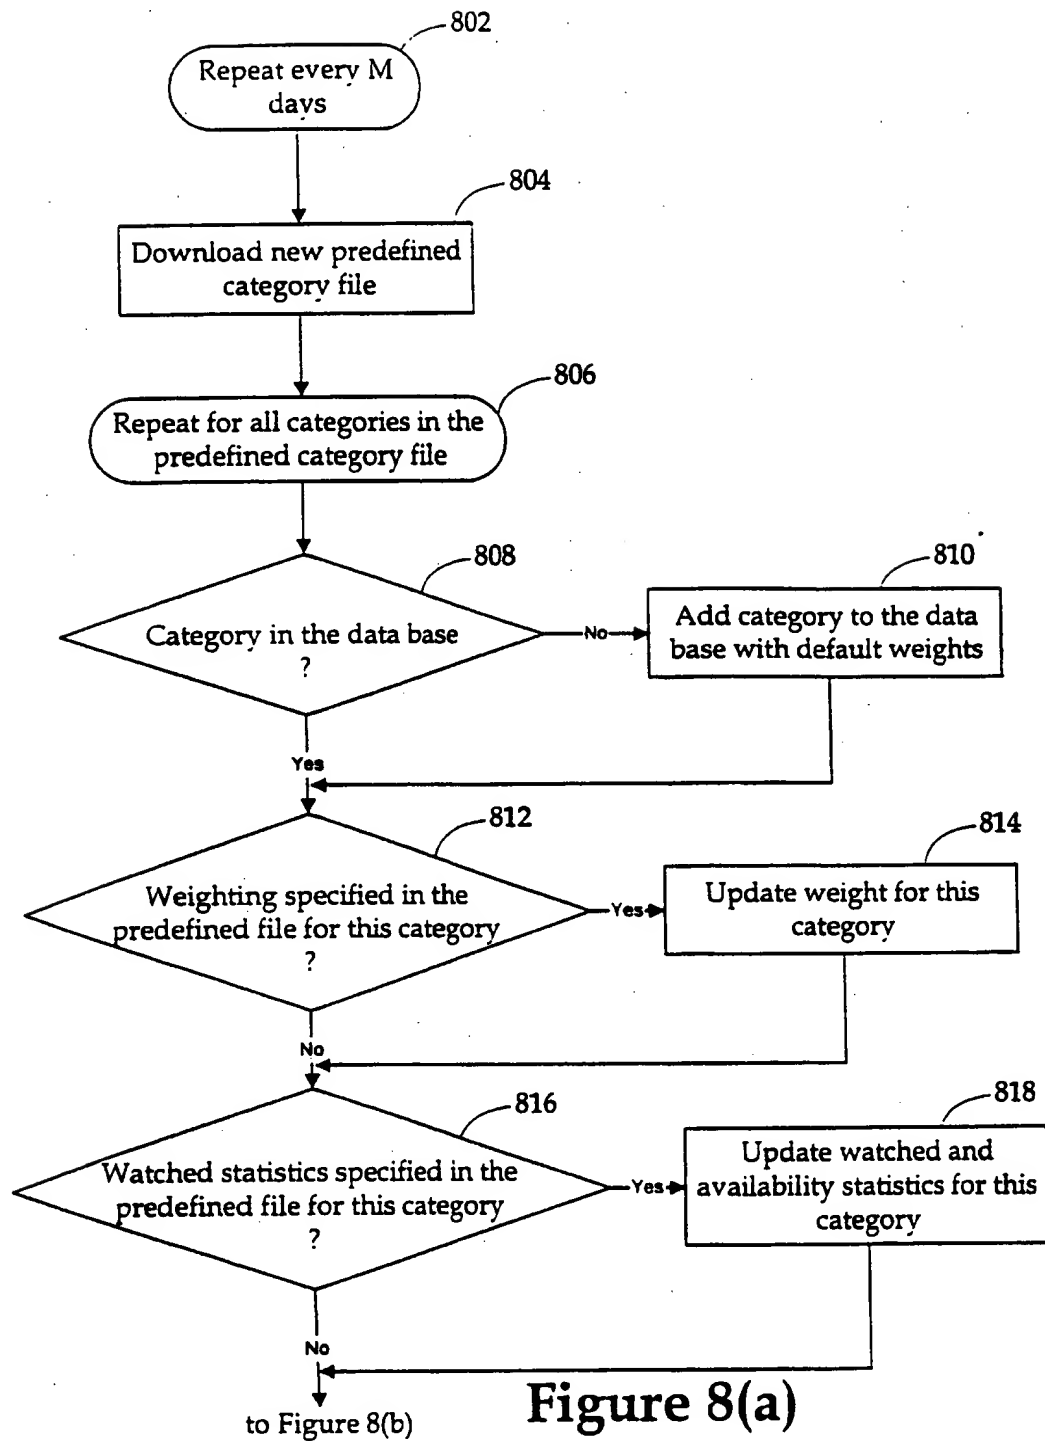 802
Repeat every M
days
804
Download new predefined
category file
806
Repeat for all categories in the
predefined category file
808
Category in the data base
?
No
810
Add category to the data
base with default weights
Yes
812
Weighting specified in the
predefined file for this category
?
Yes
814
Update weight for this
category
No
816
Watched statistics specified in the
predefined file for this category
?
Yes
818
Update watched and
availability statistics for this
category
No
to Figure 8(b)
Figure 8(a)